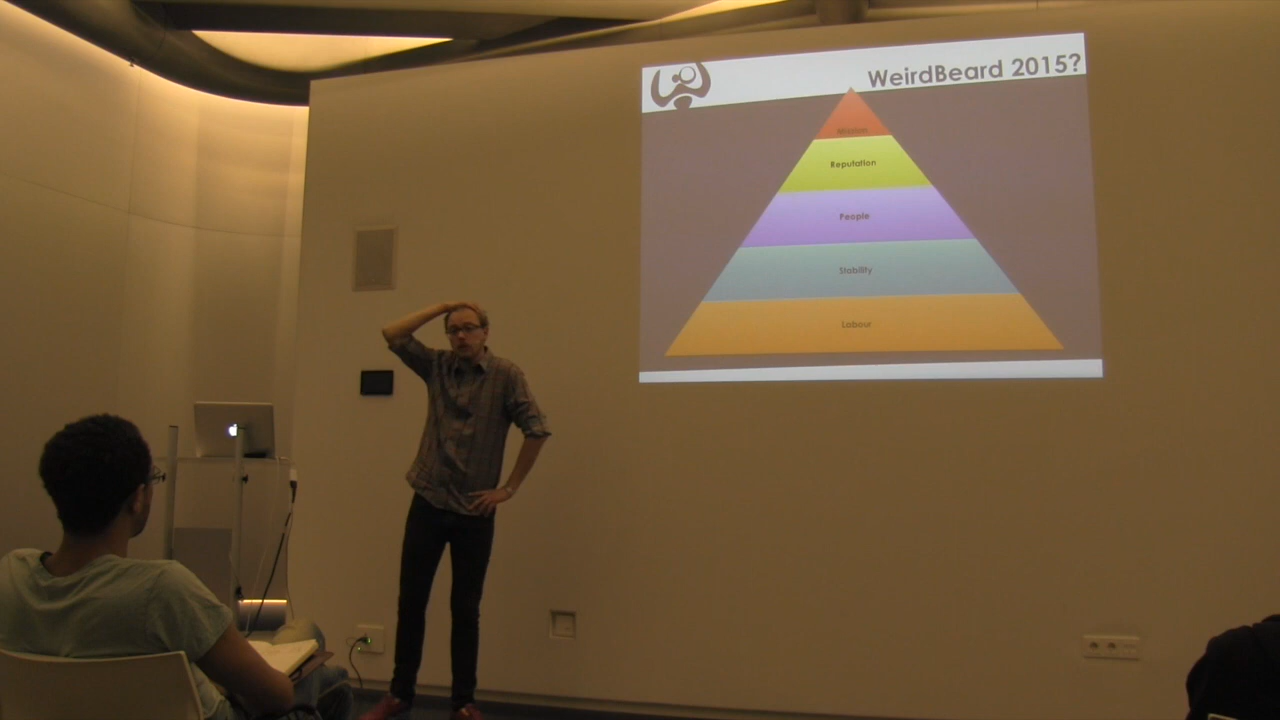 WeirdBeard 2015?
Mission
Reputation
People
Stability
Labour